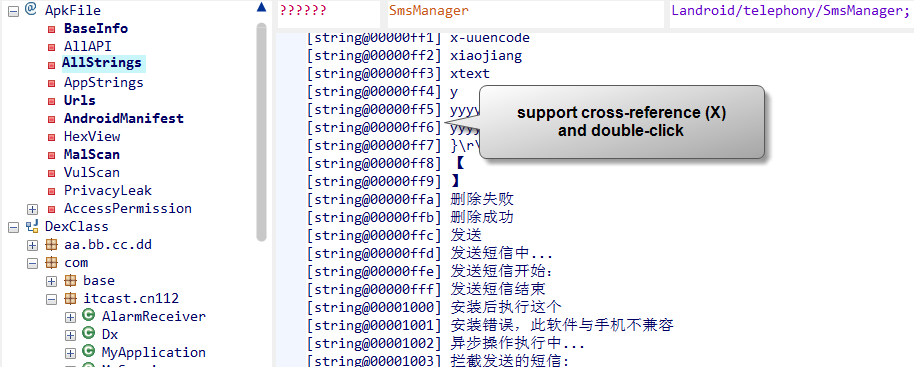 ApkFile
BaseInfo
AllAPI
AllStrings
AppStrings
Urls
AndroidManifest
HexView
MalScan
VulScan
PrivacyLeak
AccessPermission
DexClass
aa.bb.cc.dd
com
base
itcast.cn112
AlarmReceiver
Dx
MyApplication
?????? SmsManager Landroid/telephony/SmsManager;
[string@00000ff1] x-uuencode
[string@00000ff2] xiaojiang
[string@00000ff3] xtext
[string@00000ff4] y
[string@00000ff5]
[string@00000ff6]
[string@00000ff7] }\r\
[string@00000ff8] 【
[string@00000ff9] 】
[string@00000ffa] 删除失败
[string@00000ffb] 删除成功
[string@00000ffc] 发送
[string@00000ffd] 发送短信中...
[string@00000ffe] 发送短信开始:
[string@00000fff] 发送短信结束
[string@00001000] 安装后执行这个
[string@00001001] 安装错误，此软件与手机不兼容
[string@00001002] 异步操作执行中...
[string@00001003] 拦截发送的短信:
support cross-reference (X)
and double-click